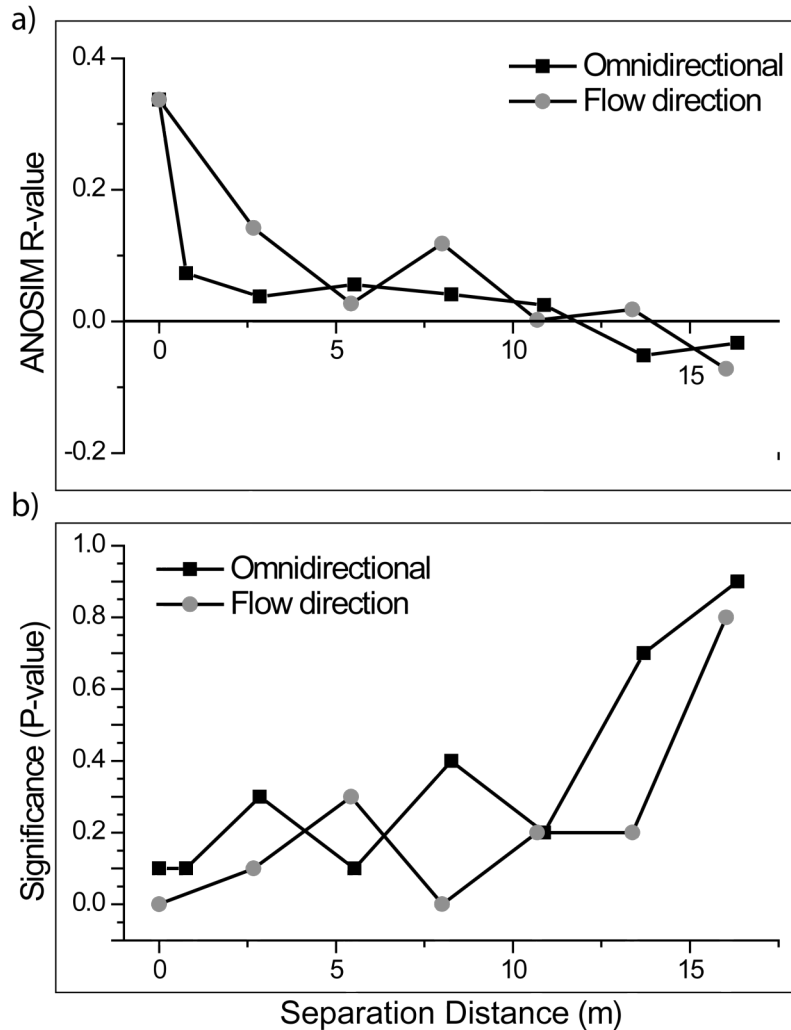 a)
0.4
0.2
0.0
-0.2
ANOSIM R-value
Omnidirectional
Flow direction
0 5 10 15
b)
1.0
0.8
0.6
0.4
0.2
0.0
Significance (P-value)
Omnidirectional
Flow direction
0 5 10 15
Separation Distance (m)